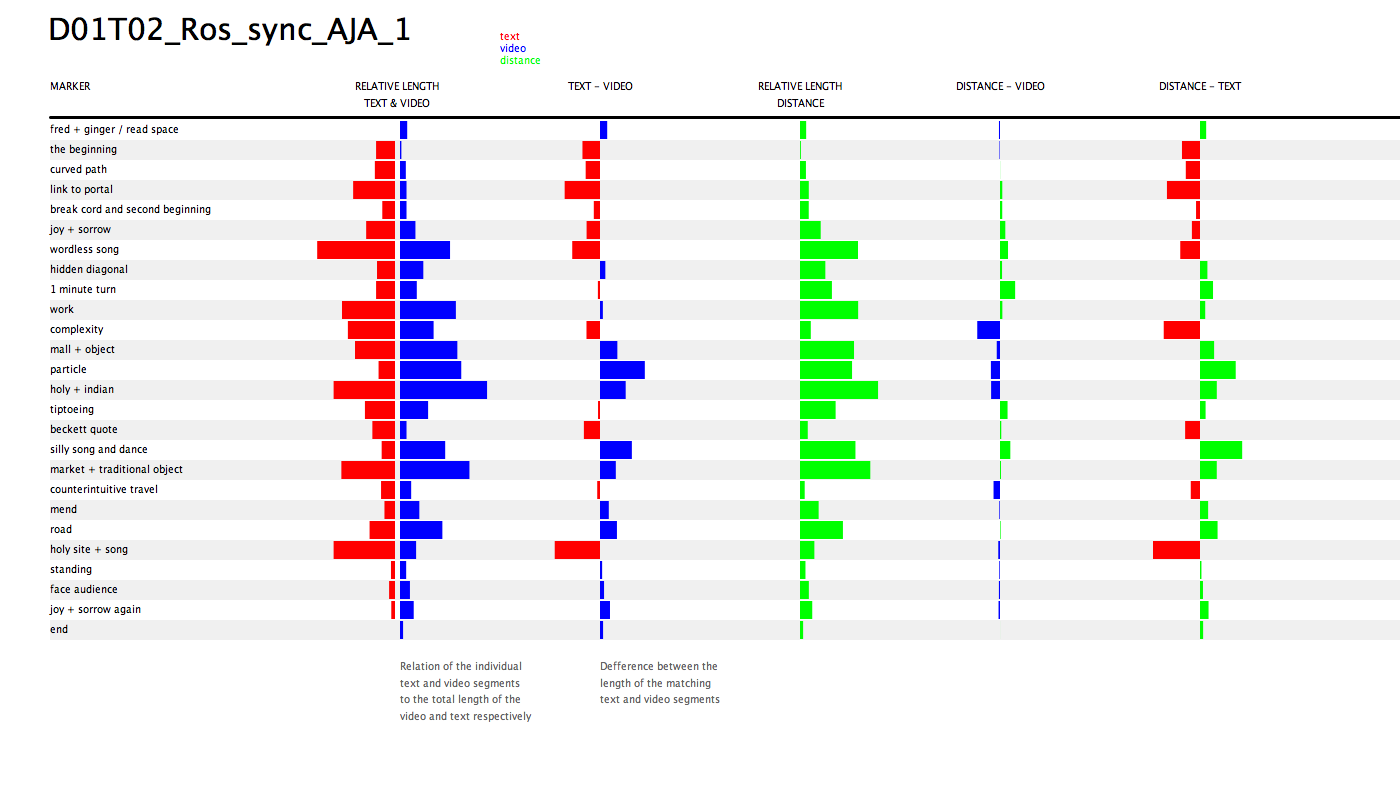 D01T02_Ros_sync_AJA_1
text
video
distance
MARKER
RELATIVE LENGTH
TEXT & VIDEO
TEXT - VIDEO
RELATIVE LENGTH
DISTANCE
DISTANCE - VIDEO
DISTANCE - TEXT
fred + ginger / read space
the beginning
curved path
link to portal
break cord and second beginning
joy + sorrow
wordless song
hidden diagonal
1 minute turn
work
complexity
mall + object
particle
holy + indian
tiptoeing
beckett quote
silly song and dance
market + traditional object
counterintuitive travel
mend
road
holy site + song
standing
face audience
joy + sorrow again
end
Relation of the individual
text and video segments
to the total length of the
video and text respectively
Defference between the
length of the matching
text and video segments